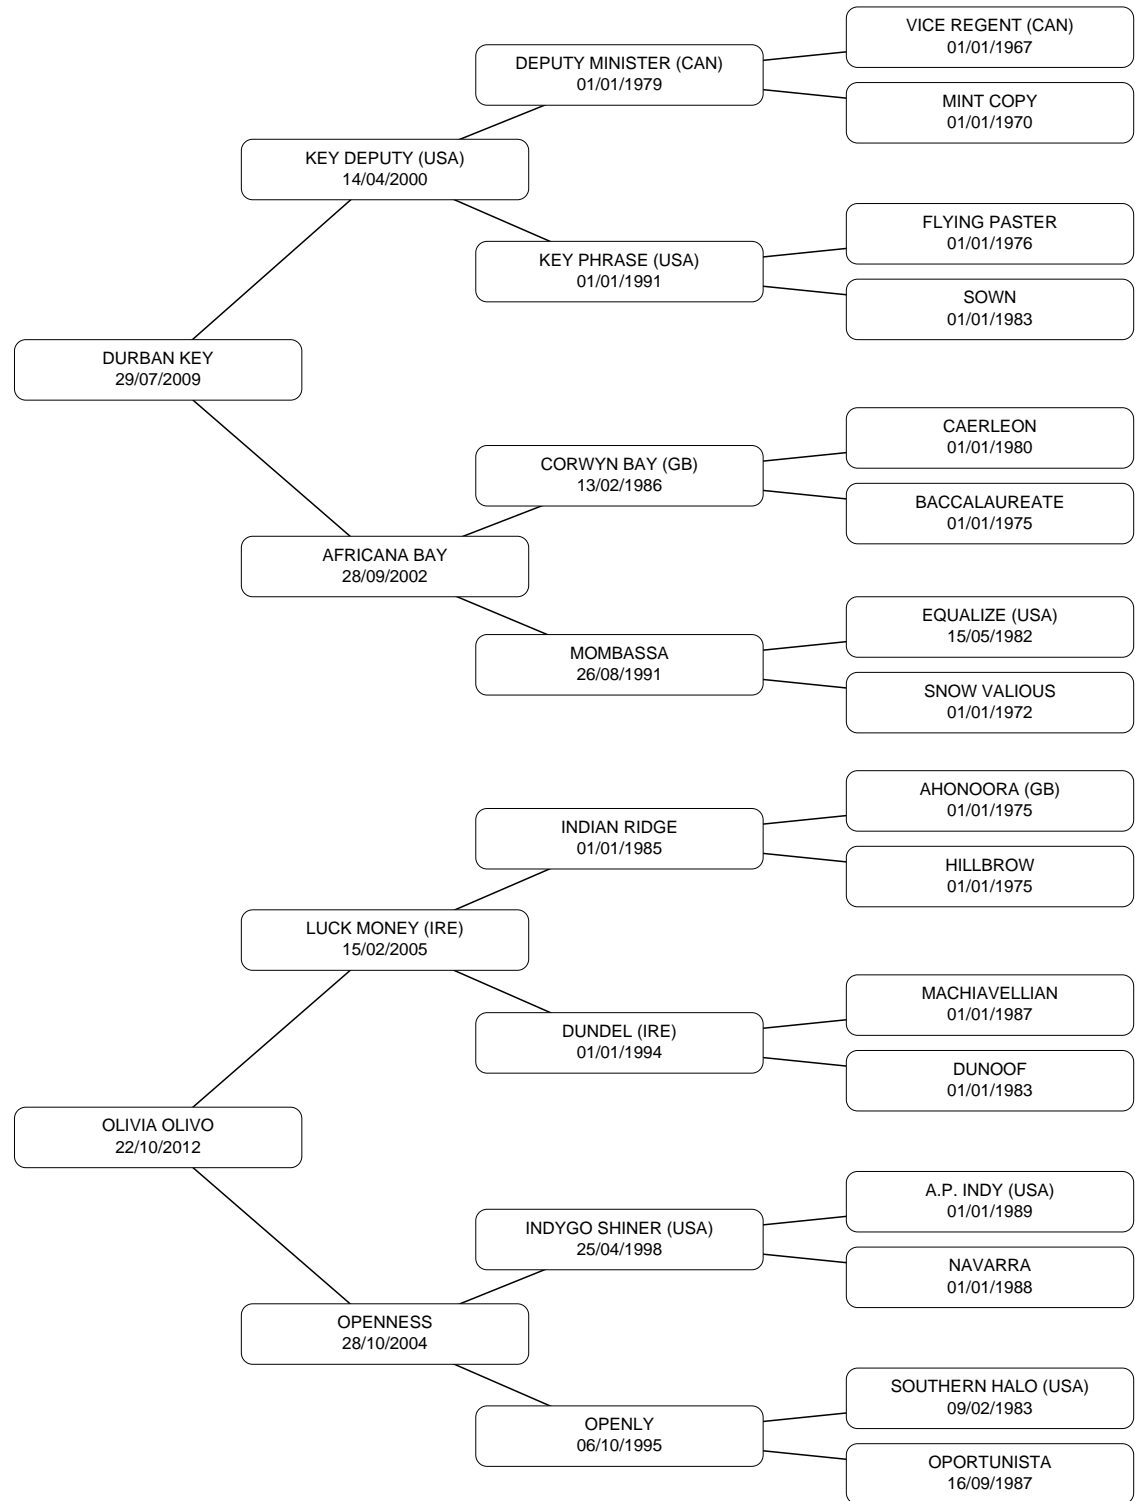 VICE REGENT (CAN)
01/01/1967
DEPUTY MINISTER (CAN)
01/01/1979
MINT COPY
01/01/1970
KEY DEPUTY (USA)
14/04/2000
FLYING PASTER
01/01/1976
KEY PHRASE (USA)
01/01/1991
SOWN
01/01/1983
DURBAN KEY
29/07/2009
CAERLEON
01/01/1980
CORWYN BAY (GB)
13/02/1986
BACCALAUREATE
01/01/1975
AFRICANA BAY
28/09/2002
EQUALIZE (USA)
15/05/1982
MOMBASSA
26/08/1991
SNOW VALIOUS
01/01/1972
AHONOORA (GB)
01/01/1975
INDIAN RIDGE
01/01/1985
HILLBROW
01/01/1975
LUCK MONEY (IRE)
15/02/2005
MACHIAVELLIAN
01/01/1987
DUNDEL (IRE)
01/01/1994
DUNOOF
01/01/1983
OLIVIA OLIVO
22/10/2012
A.P. INDY (USA)
01/01/1989
INDYGO SHINER (USA)
25/04/1998
NAVARRA
01/01/1988
OPENNESS
28/10/2004
SOUTHERN HALO (USA)
09/02/1983
OPENLY
06/10/1995
OPORTUNISTA
16/09/1987